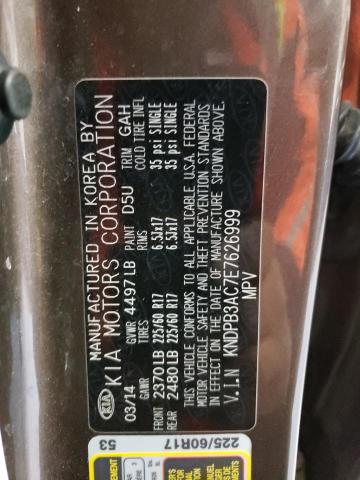 MANUFACTURED IN KOREA BY
KIA KIA MOTORS CORPORATION
03/14 GVWR 4497 LB PAINT D5U TRIM GAH
GAWR TIRES RIMS COLD TIRE INFL
FRONT 2370 LB 225/60 R17 6.5Jx17 35 psi SINGLE
REAR 2480 LB 225/60 R17 6.5Jx17 35 psi SINGLE
THIS VEHICLE CONFORMS TO ALL APPLICABLE U.S.A. FEDERAL
MOTOR VEHICLE SAFETY AND THEFT PREVENTION STANDARDS
IN EFFECT ON THE DATE OF MANUFACTURE SHOWN ABOVE.
V.I.N KNDPB3AC7E7626999
MPV
53
225/60R17